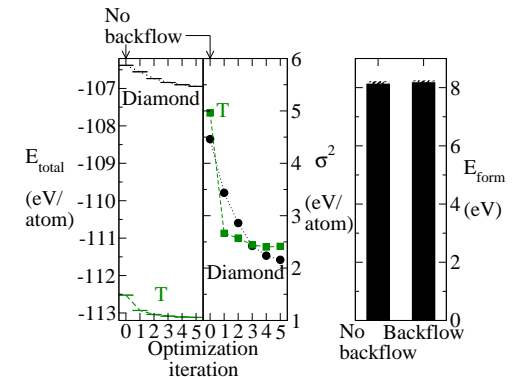 No
backflow
-107
-108
-109
-110
-111
-112
-113
E_total
(eV/
atom)
Diamond
T
0 1 2 3 4 5
T
Diamond
0 1 2 3 4 5
Optimization
iteration
6
5
4
3
2
1
σ²
(eV/
atom)
8
6
4
2
0
E_form
(eV)
No
backflow
Backflow